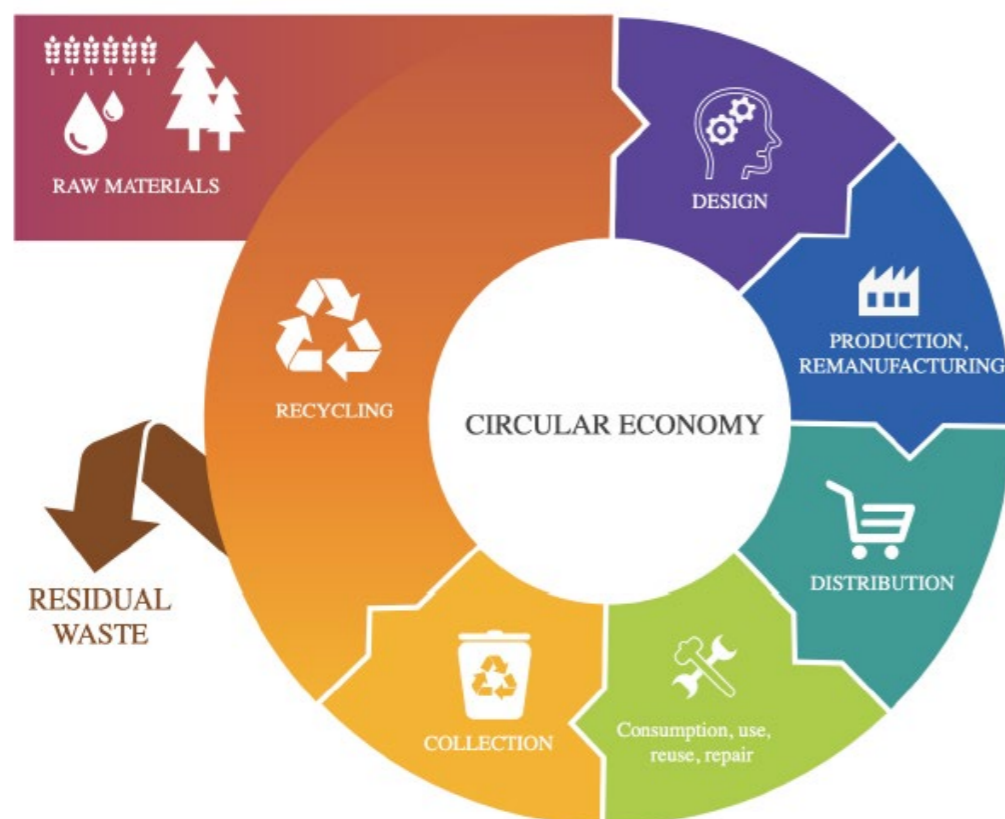 RAW MATERIALS
DESIGN
PRODUCTION,
REMANUFACTURING
RECYCLING
CIRCULAR ECONOMY
DISTRIBUTION
RESIDUAL
WASTE
Consumption, use,
reuse, repair
COLLECTION